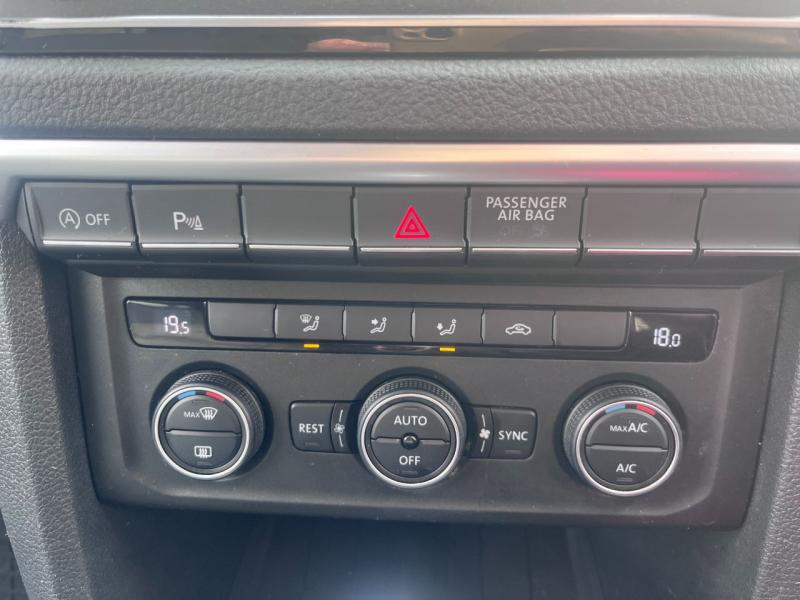 A OFF
P
PASSENGER
AIR BAG
19.5
18.0
MAX
REST
AUTO
OFF
SYNC
MAX A/C
A/C